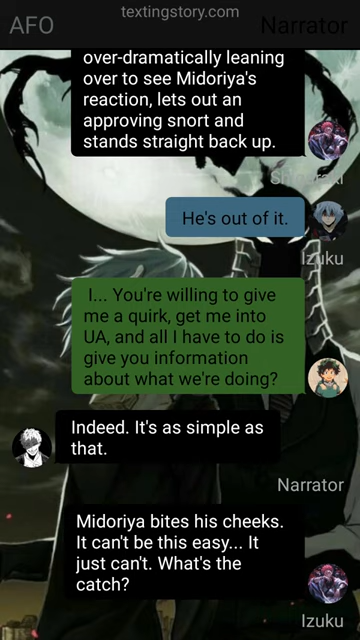 textingstory.com
AFO
Narrator
over-dramatically leaning
over to see Midoriya's
reaction, lets out an
approving snort and
stands straight back up.
Shigaraki
He's out of it.
Izuku
I... You're willing to give
me a quirk, get me into
UA, and all I have to do is
give you information
about what we're doing?
Indeed. It's as simple as
that.
Narrator
Midoriya bites his cheeks.
It can't be this easy... It
just can't. What's the
catch?
Izuku